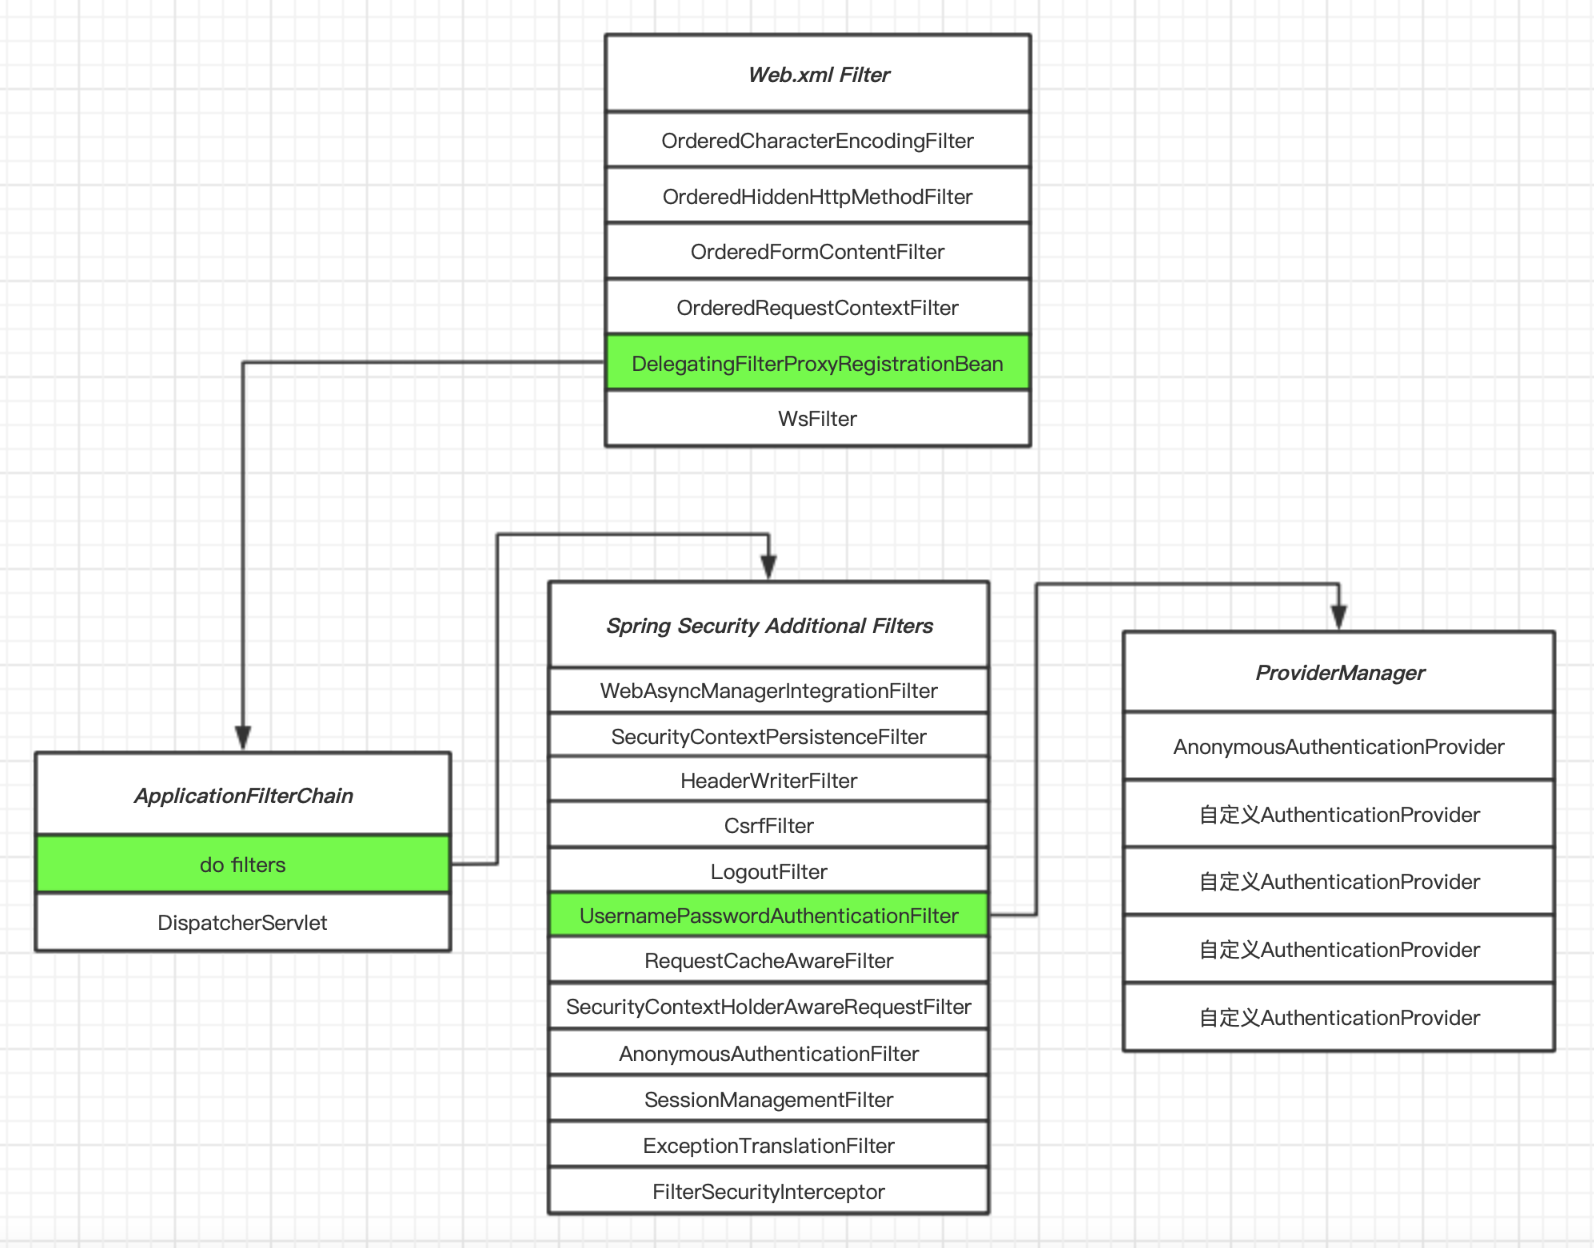 Web.xml Filter
OrderedCharacterEncodingFilter
OrderedHiddenHttpMethodFilter
OrderedFormContentFilter
OrderedRequestContextFilter
DelegatingFilterProxyRegistrationBean
WsFilter
ApplicationFilterChain
do filters
DispatcherServlet
Spring Security Additional Filters
WebAsyncManagerIntegrationFilter
SecurityContextPersistenceFilter
HeaderWriterFilter
CsrfFilter
LogoutFilter
UsernamePasswordAuthenticationFilter
RequestCacheAwareFilter
SecurityContextHolderAwareRequestFilter
AnonymousAuthenticationFilter
SessionManagementFilter
ExceptionTranslationFilter
FilterSecurityInterceptor
ProviderManager
AnonymousAuthenticationProvider
自定义AuthenticationProvider
自定义AuthenticationProvider
自定义AuthenticationProvider
自定义AuthenticationProvider